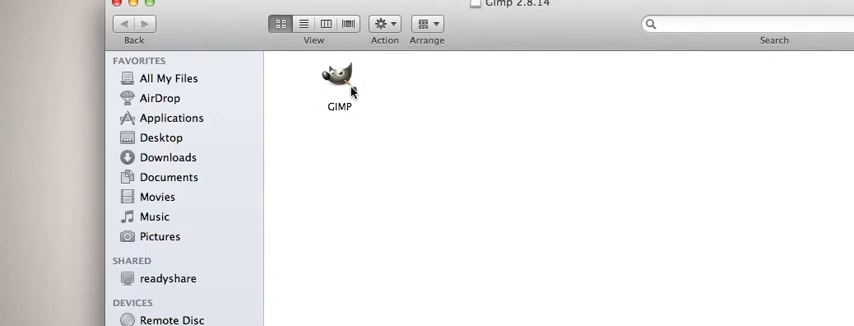 Gimp 2.8.14
Back
View
Action
Arrange
Search
FAVORITES
All My Files
AirDrop
Applications
Desktop
Downloads
Documents
Movies
Music
Pictures
GIMP
SHARED
readyshare
DEVICES
Remote Disc